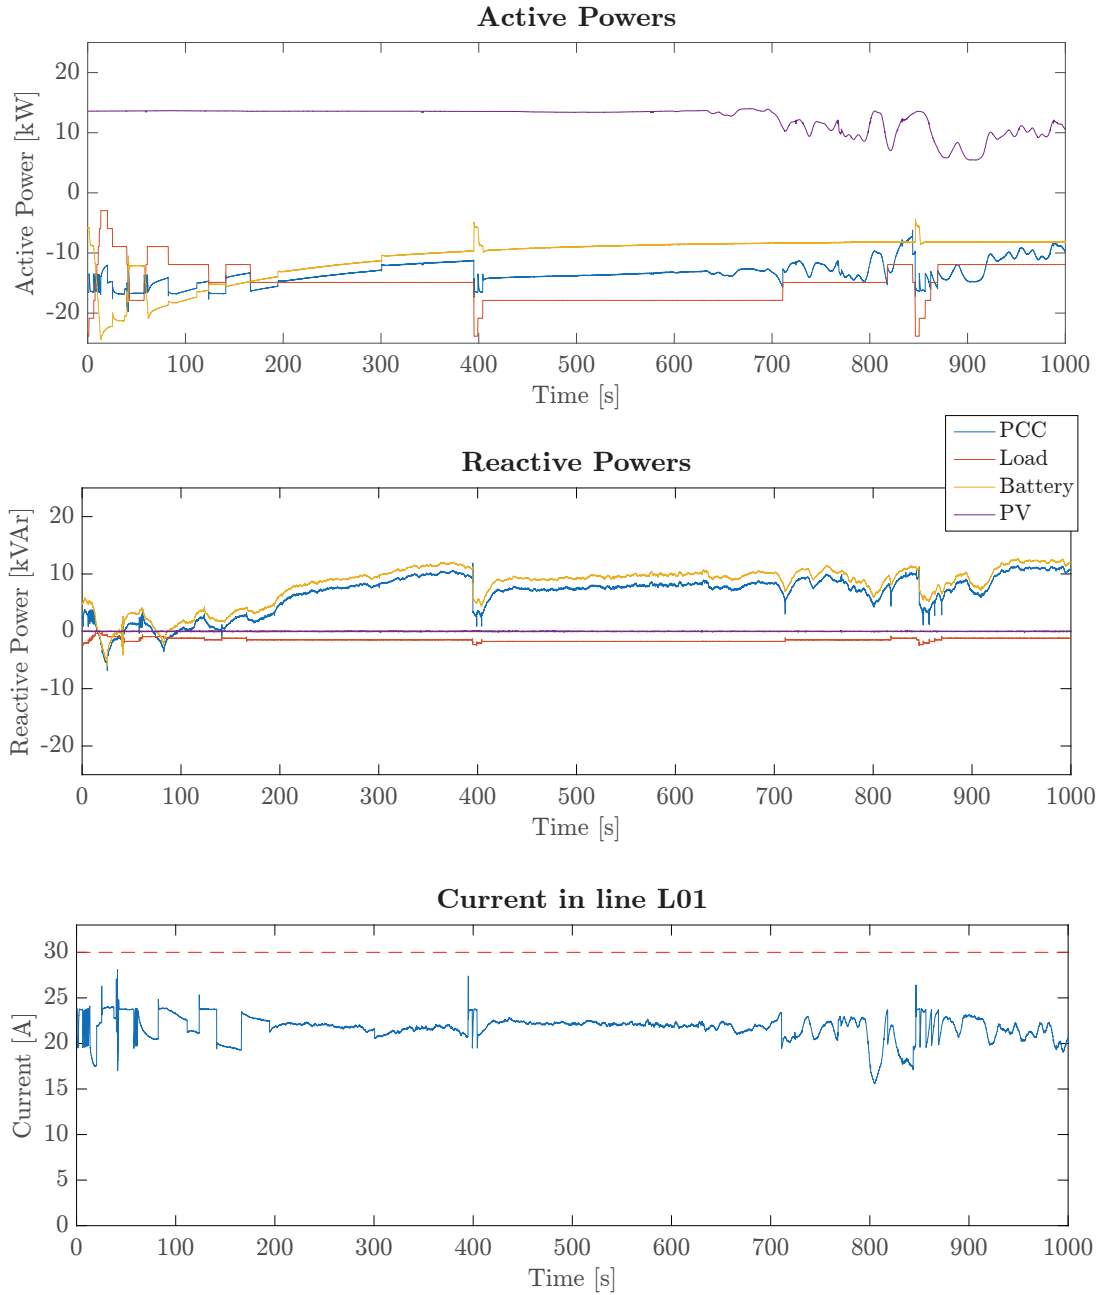 Active Powers
Active Power [kW]
20
10
0
-10
-20
0 100 200 300 400 500 600 700 800 900 1000
Time [s]
PCC
Load
Battery
PV
Reactive Powers
Reactive Power [kVAr]
20
10
0
-10
-20
0 100 200 300 400 500 600 700 800 900 1000
Time [s]
Current in line L01
Current [A]
30
25
20
15
10
5
0
0 100 200 300 400 500 600 700 800 900 1000
Time [s]